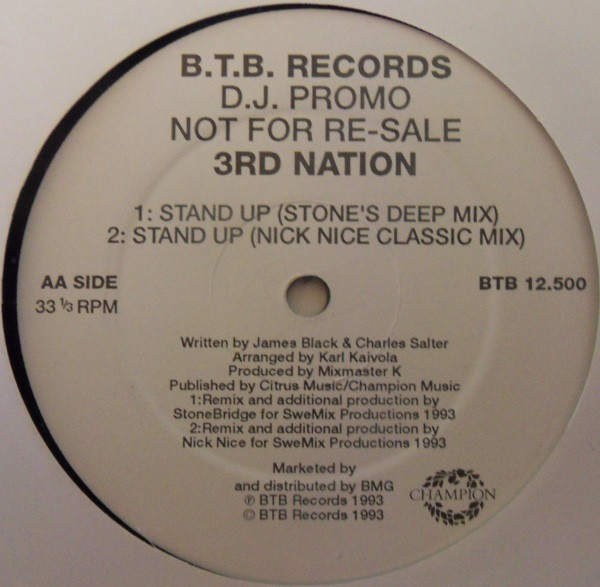 B.T.B. RECORDS
D.J. PROMO
NOT FOR RE-SALE
3RD NATION
1: STAND UP (STONE'S DEEP MIX)
2: STAND UP (NICK NICE CLASSIC MIX)
AA SIDE
33 ⅓ RPM
BTB 12.500
Written by James Black & Charles Salter
Arranged by Karl Kaivola
Produced by Mixmaster K
Published by Citrus Music/Champion Music
1:Remix and additional production by
StoneBridge for SweMix Productions 1993
2:Remix and additional production by
Nick Nice for SweMix Productions 1993
Marketed by
and distributed by BMG
℗ BTB Records 1993
© BTB Records 1993
CHAMPION